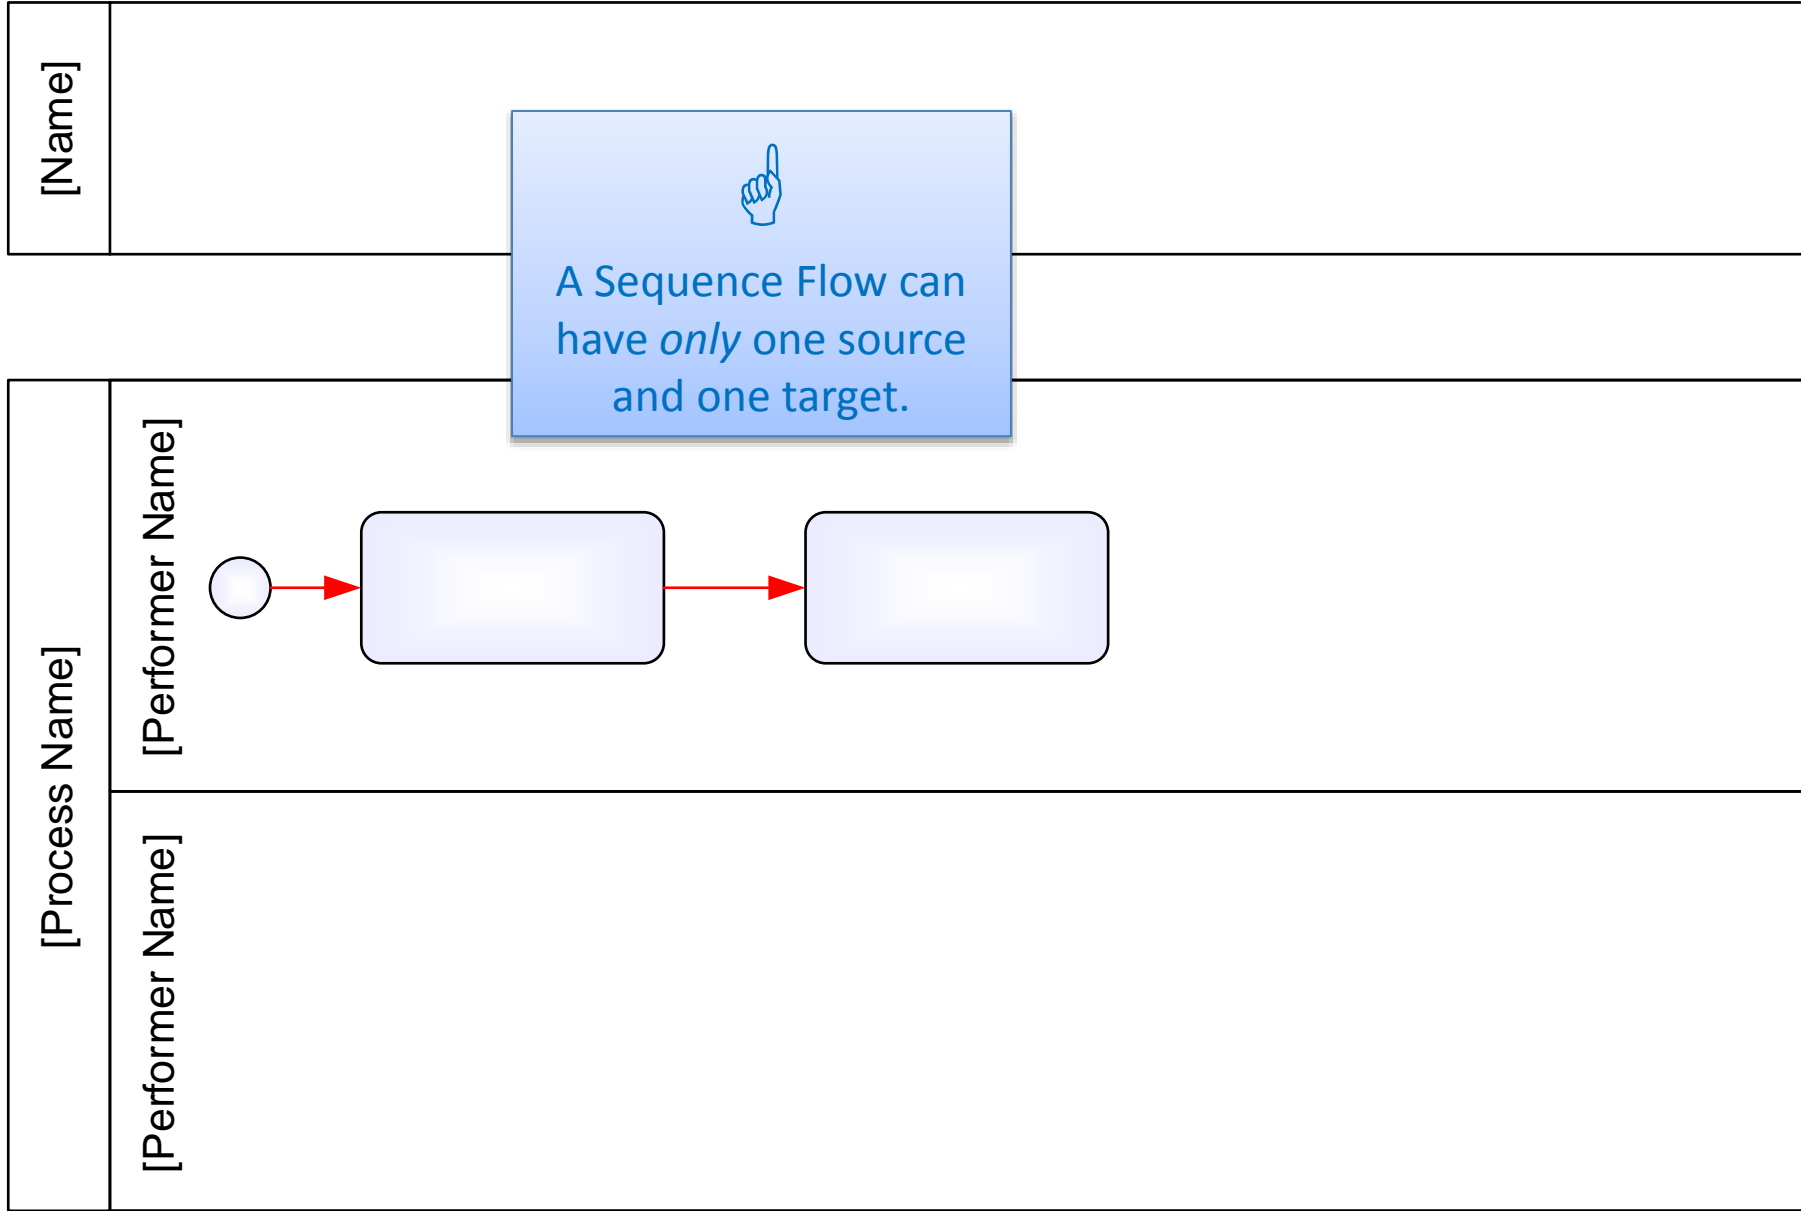 [Name]
A Sequence Flow can
have only one source
and one target.
[Process Name]
[Performer Name]
[Performer Name]